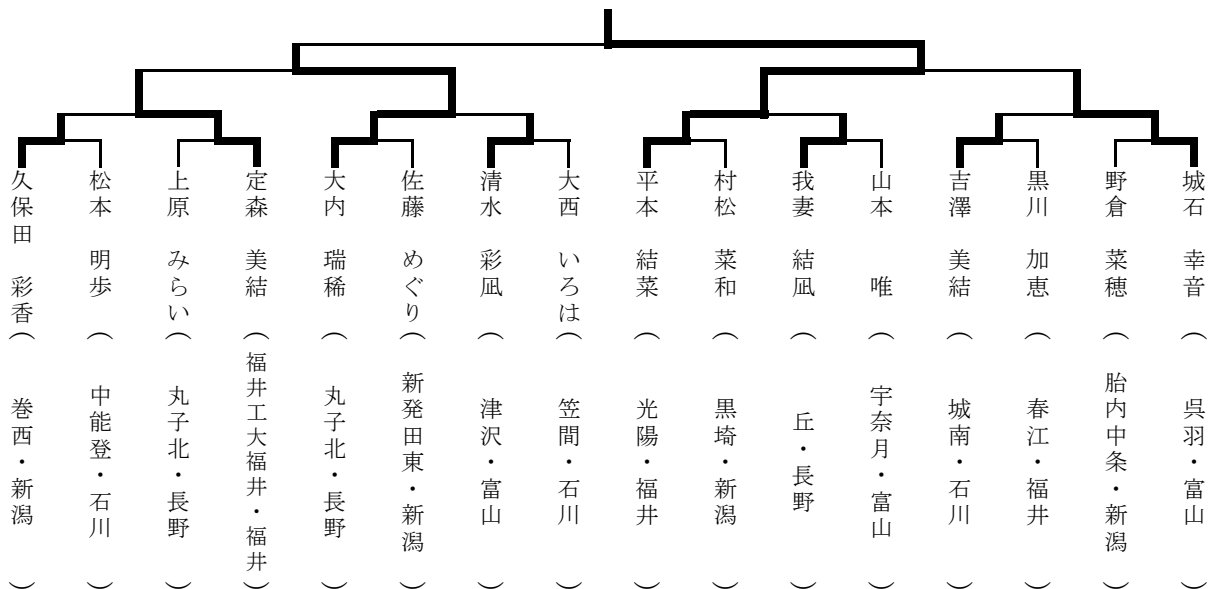 久保田 彩香 ( 巻西・新潟 )
松本 明歩 ( 中能登・石川 )
上原 みらい ( 丸子北・長野 )
定森 美結 ( 福井工大福井・福井 )
大内 瑞稀 ( 丸子北・長野 )
佐藤 めぐり ( 新発田東・新潟 )
清水 彩凪 ( 津沢・富山 )
大西 いろは ( 笠間・石川 )
平本 結菜 ( 光陽・福井 )
村松 菜和 ( 黒埼・新潟 )
我妻 結凪 ( 丘・長野 )
山本 唯 ( 宇奈月・富山 )
吉澤 美結 ( 城南・石川 )
黒川 加恵 ( 春江・福井 )
野倉 菜穂 ( 胎内中条・新潟 )
城石 幸音 ( 呉羽・富山 )